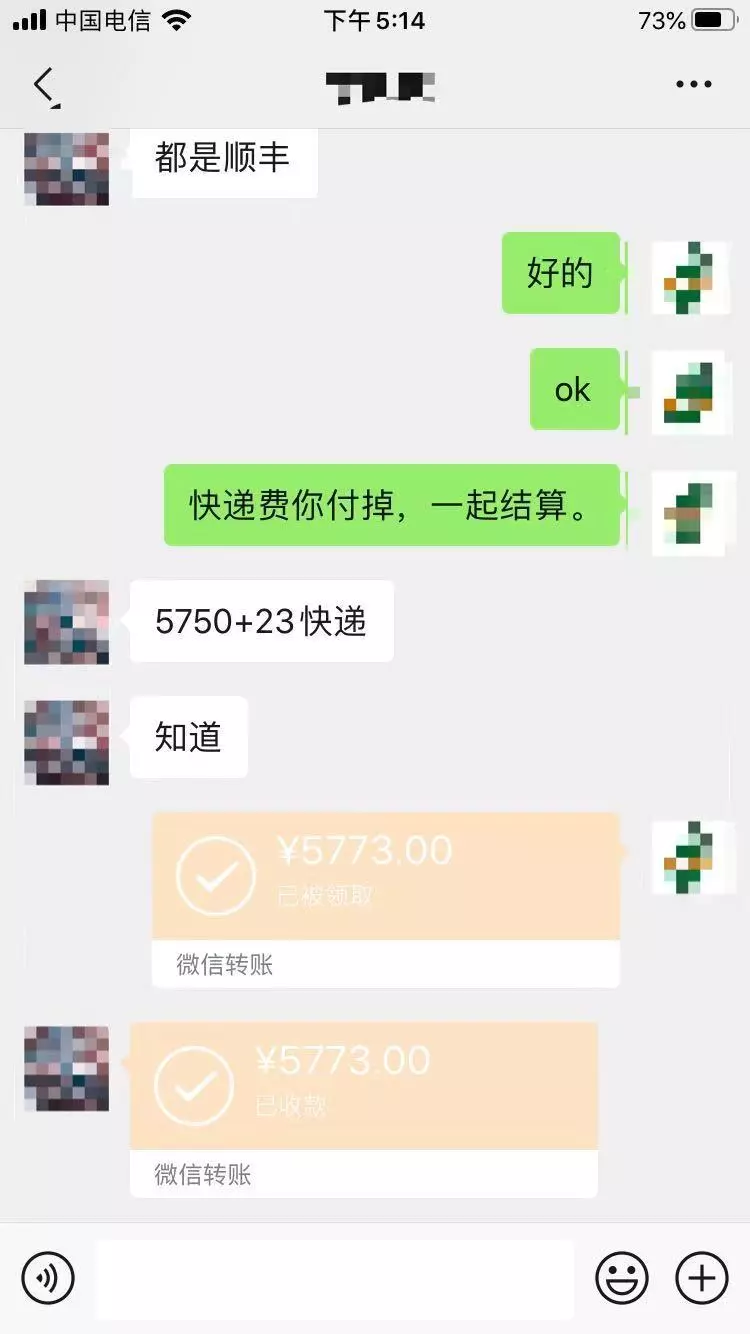 中国电信
下午5:14
73%
都是顺丰
好的
ok
快递费你付掉，一起结算。
5750+23快递
知道
¥5773.00
已被领取
微信转账
¥5773.00
已收款
微信转账